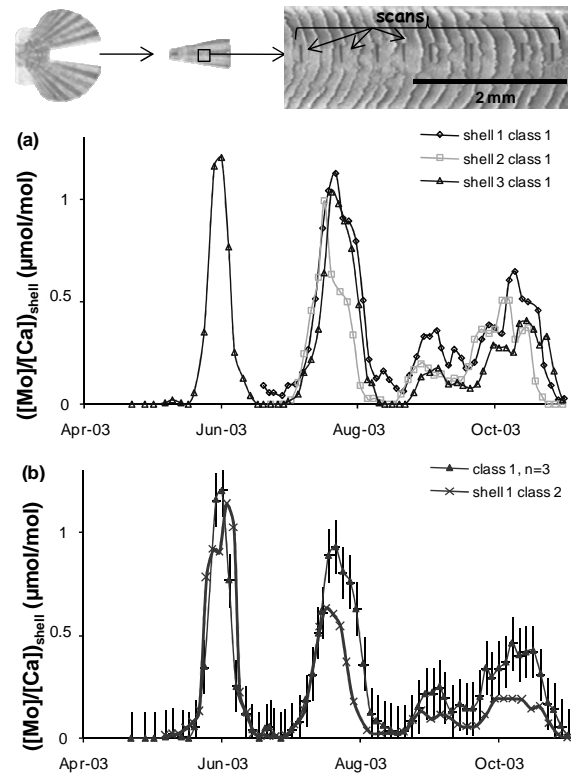 scans
2 mm
(a)
shell 1 class 1
shell 2 class 1
shell 3 class 1
([Mo]/[Ca])shell (µmol/mol)
1
0.5
0
Apr-03 Jun-03 Aug-03 Oct-03
(b)
class 1, n=3
shell 1 class 2
([Mo]/[Ca])shell (µmol/mol)
1
0.5
0
Apr-03 Jun-03 Aug-03 Oct-03